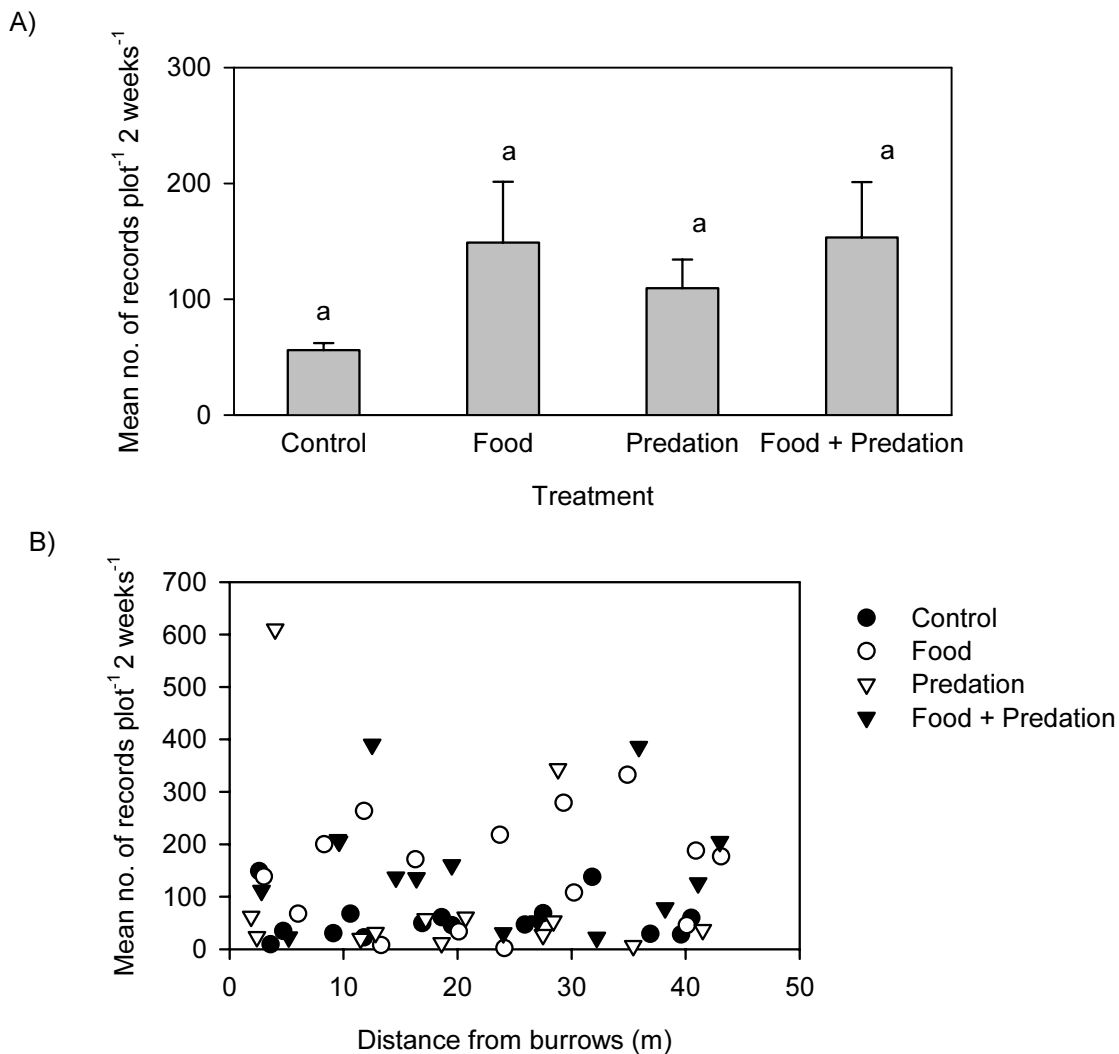 A)
Mean no. of records plot⁻¹ 2 weeks⁻¹
300
200
100
0
a
a
a
a
Control Food Predation Food + Predation
Treatment
B)
Mean no. of records plot⁻¹ 2 weeks⁻¹
700
600
500
400
300
200
100
0
0 10 20 30 40 50
Distance from burrows (m)
Control
Food
Predation
Food + Predation